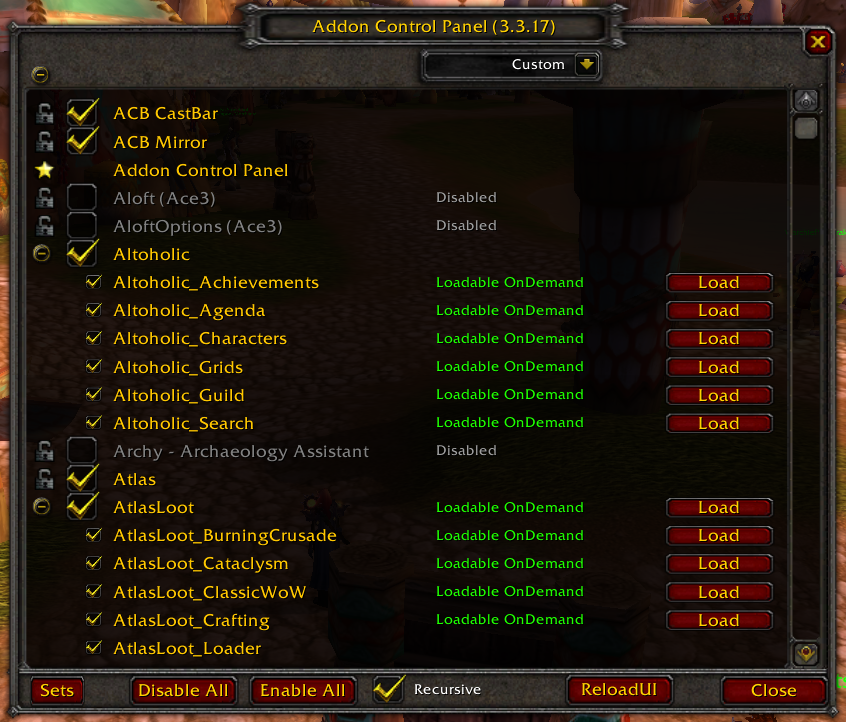 Addon Control Panel (3.3.17)
Custom
ACB CastBar
ACB Mirror
Addon Control Panel
Aloft (Ace3) Disabled
AloftOptions (Ace3) Disabled
Altoholic
Altoholic_Achievements Loadable OnDemand Load
Altoholic_Agenda Loadable OnDemand Load
Altoholic_Characters Loadable OnDemand Load
Altoholic_Grids Loadable OnDemand Load
Altoholic_Guild Loadable OnDemand Load
Altoholic_Search Loadable OnDemand Load
Archy - Archaeology Assistant Disabled
Atlas
AtlasLoot Loadable OnDemand Load
AtlasLoot_BurningCrusade Loadable OnDemand Load
AtlasLoot_Cataclysm Loadable OnDemand Load
AtlasLoot_ClassicWoW Loadable OnDemand Load
AtlasLoot_Crafting Loadable OnDemand Load
AtlasLoot_Loader
Sets Disable All Enable All Recursive ReloadUI Close